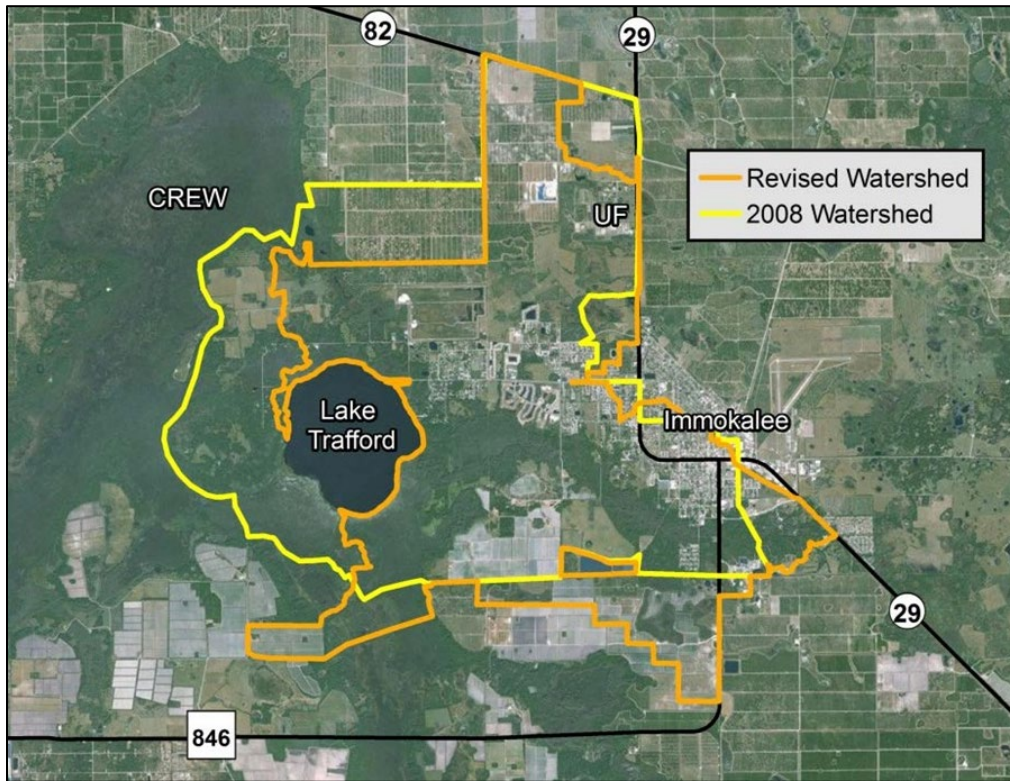 82
29
CREW
Revised Watershed
2008 Watershed
UF
Lake
Trafford
Immokalee
29
846